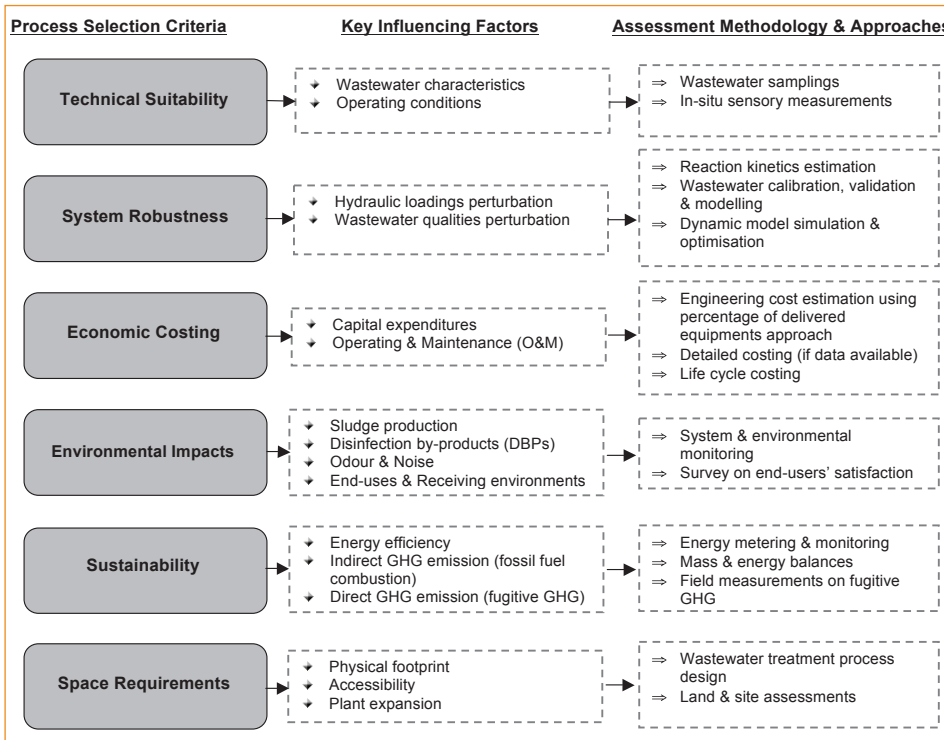 Process Selection Criteria
Key Influencing Factors
Assessment Methodology & Approaches
Technical Suitability
Wastewater characteristics
Operating conditions
⇒ Wastewater samplings
⇒ In-situ sensory measurements
System Robustness
Hydraulic loadings perturbation
Wastewater qualities perturbation
⇒ Reaction kinetics estimation
⇒ Wastewater calibration, validation
& modelling
⇒ Dynamic model simulation &
optimisation
Economic Costing
Capital expenditures
Operating & Maintenance (O&M)
⇒ Engineering cost estimation using
percentage of delivered
equipments approach
⇒ Detailed costing (if data available)
⇒ Life cycle costing
Environmental Impacts
Sludge production
Disinfection by-products (DBPs)
Odour & Noise
End-uses & Receiving environments
⇒ System & environmental
monitoring
⇒ Survey on end-users’ satisfaction
Sustainability
Energy efficiency
Indirect GHG emission (fossil fuel
combustion)
Direct GHG emission (fugitive GHG)
⇒ Energy metering & monitoring
⇒ Mass & energy balances
⇒ Field measurements on fugitive
GHG
Space Requirements
Physical footprint
Accessibility
Plant expansion
⇒ Wastewater treatment process
design
⇒ Land & site assessments